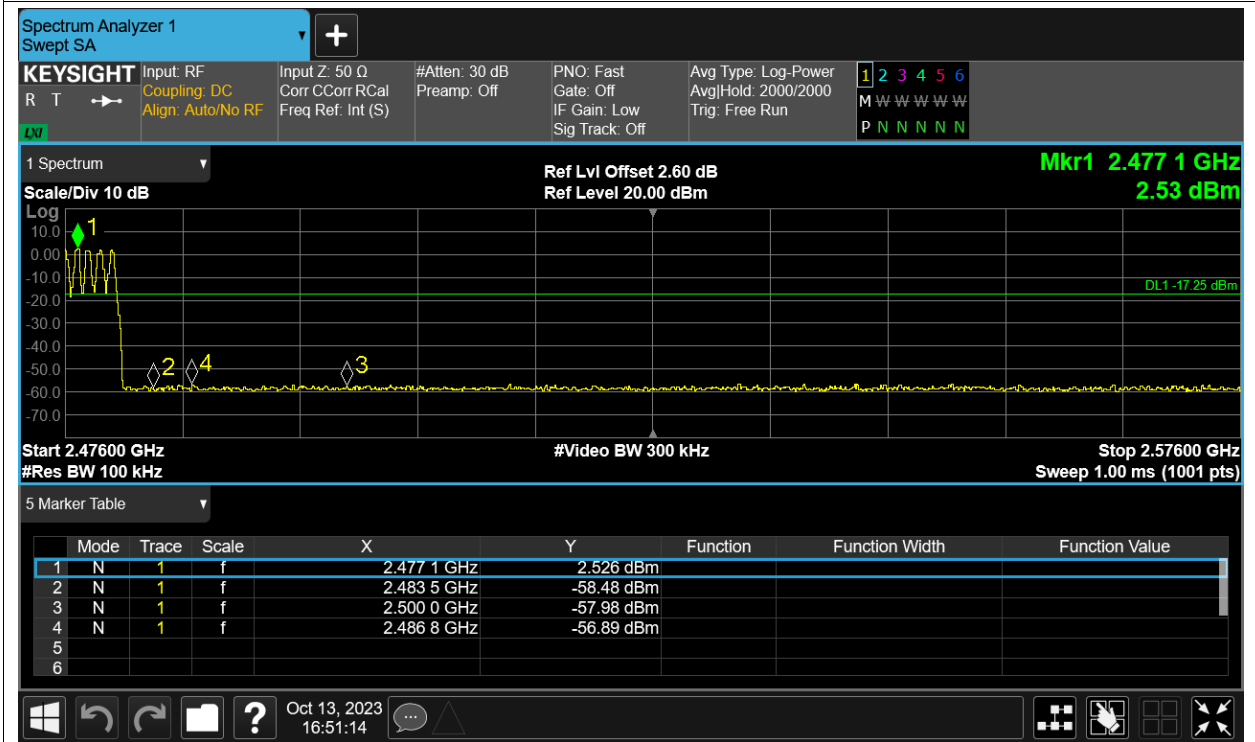 Spectrum Analyzer 1
Swept SA
KEYSIGHT
R T
LXI
Input: RF
Coupling: DC
Align: Auto/No RF
Input Z: 50 Ω
Corr CCorr RCal
Freq Ref: Int (S)
#Atten: 30 dB
Preamp: Off
PNO: Fast
Gate: Off
IF Gain: Low
Sig Track: Off
Avg Type: Log-Power
Avg|Hold: 2000/2000
Trig: Free Run
1 2 3 4 5 6
M W W W W W
P N N N N N
1 Spectrum
Scale/Div 10 dB
Ref Lvl Offset 2.60 dB
Ref Level 20.00 dBm
Mkr1 2.477 1 GHz
2.53 dBm
Log
10.0
0.00
-10.0
-20.0
-30.0
-40.0
-50.0
-60.0
-70.0
1
2
4
3
DL1 -17.25 dBm
Start 2.47600 GHz
#Res BW 100 kHz
#Video BW 300 kHz
Stop 2.57600 GHz
Sweep 1.00 ms (1001 pts)
5 Marker Table
Mode Trace Scale X Y Function Function Width Function Value
1 N 1 f 2.477 1 GHz 2.526 dBm
2 N 1 f 2.483 5 GHz -58.48 dBm
3 N 1 f 2.500 0 GHz -57.98 dBm
4 N 1 f 2.486 8 GHz -56.89 dBm
5
6
?
Oct 13, 2023
16:51:14